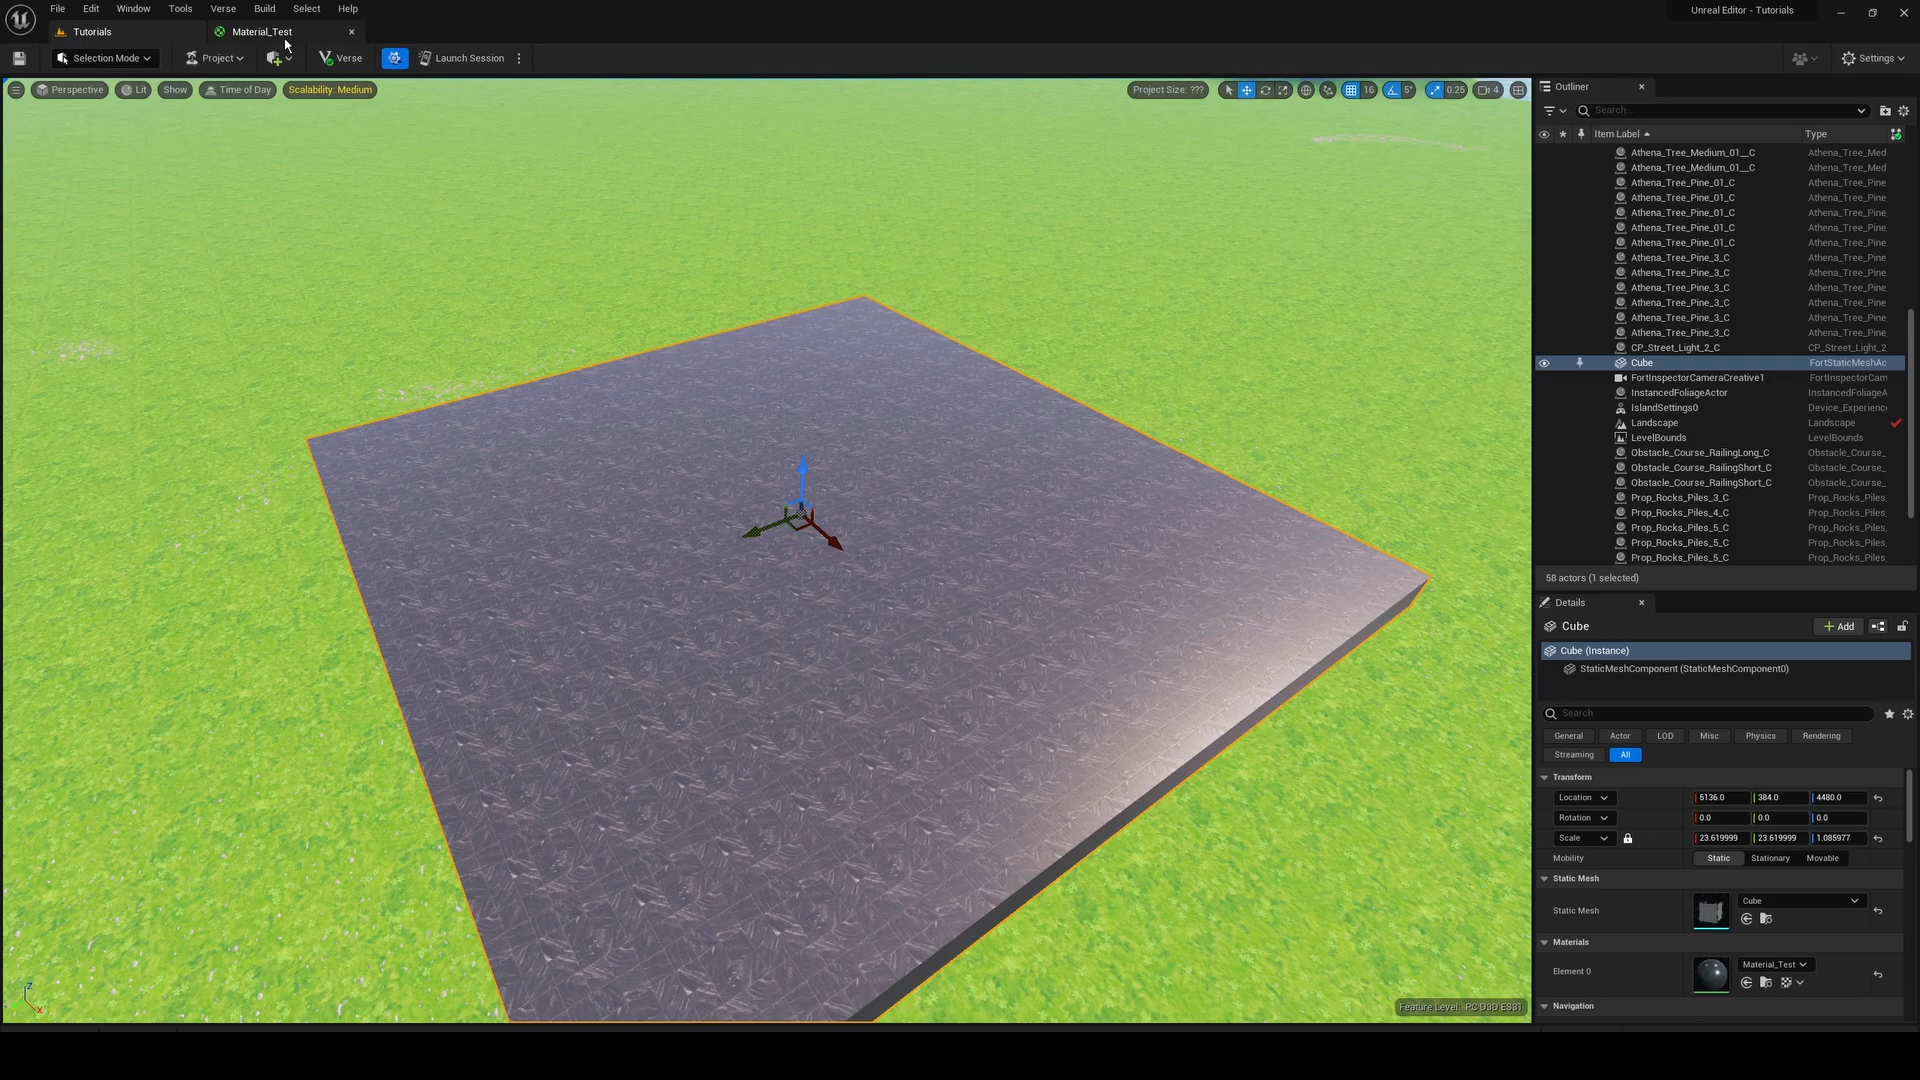 File Edit Window Tools Verse Build Select Help
Unreal Editor - Tutorials
Tutorials
Material_Test
Selection Mode
Project
Verse
Launch Session
Settings
Perspective
Lit
Show
Time of Day
Scalability: Medium
Project Size: ???
16
5°
0.25
4
Feature Level: PC D3D ES31
Z
X
Outliner
Search...
Item Label Type
Athena_Tree_Medium_01__C Athena_Tree_Med
Athena_Tree_Medium_01__C Athena_Tree_Med
Athena_Tree_Pine_01_C Athena_Tree_Pine
Athena_Tree_Pine_01_C Athena_Tree_Pine
Athena_Tree_Pine_01_C Athena_Tree_Pine
Athena_Tree_Pine_01_C Athena_Tree_Pine
Athena_Tree_Pine_01_C Athena_Tree_Pine
Athena_Tree_Pine_3_C Athena_Tree_Pine
Athena_Tree_Pine_3_C Athena_Tree_Pine
Athena_Tree_Pine_3_C Athena_Tree_Pine
Athena_Tree_Pine_3_C Athena_Tree_Pine
Athena_Tree_Pine_3_C Athena_Tree_Pine
Athena_Tree_Pine_3_C Athena_Tree_Pine
CP_Street_Light_2_C CP_Street_Light_2
Cube FortStaticMeshAc
FortInspectorCameraCreative1 FortInspectorCam
InstancedFoliageActor InstancedFoliageA
IslandSettings0 Device_Experienc
Landscape Landscape
LevelBounds LevelBounds
Obstacle_Course_RailingLong_C Obstacle_Course_
Obstacle_Course_RailingShort_C Obstacle_Course_
Obstacle_Course_RailingShort_C Obstacle_Course_
Prop_Rocks_Piles_3_C Prop_Rocks_Piles_
Prop_Rocks_Piles_4_C Prop_Rocks_Piles_
Prop_Rocks_Piles_5_C Prop_Rocks_Piles_
Prop_Rocks_Piles_5_C Prop_Rocks_Piles_
Prop_Rocks_Piles_5_C Prop_Rocks_Piles_
58 actors (1 selected)
Details
Cube
Add
Cube (Instance)
StaticMeshComponent (StaticMeshComponent0)
Search
General Actor LOD Misc Physics Rendering
Streaming All
Transform
Location 5136.0 384.0 4480.0
Rotation 0.0 0.0 0.0
Scale 23.619999 23.619999 1.085977
Mobility Static Stationary Movable
Static Mesh
Static Mesh Cube
Materials
Element 0 Material_Test
Navigation